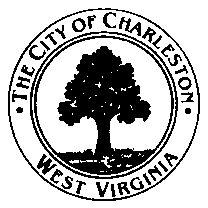 • THE CITY OF CHARLESTON •
WEST VIRGINIA